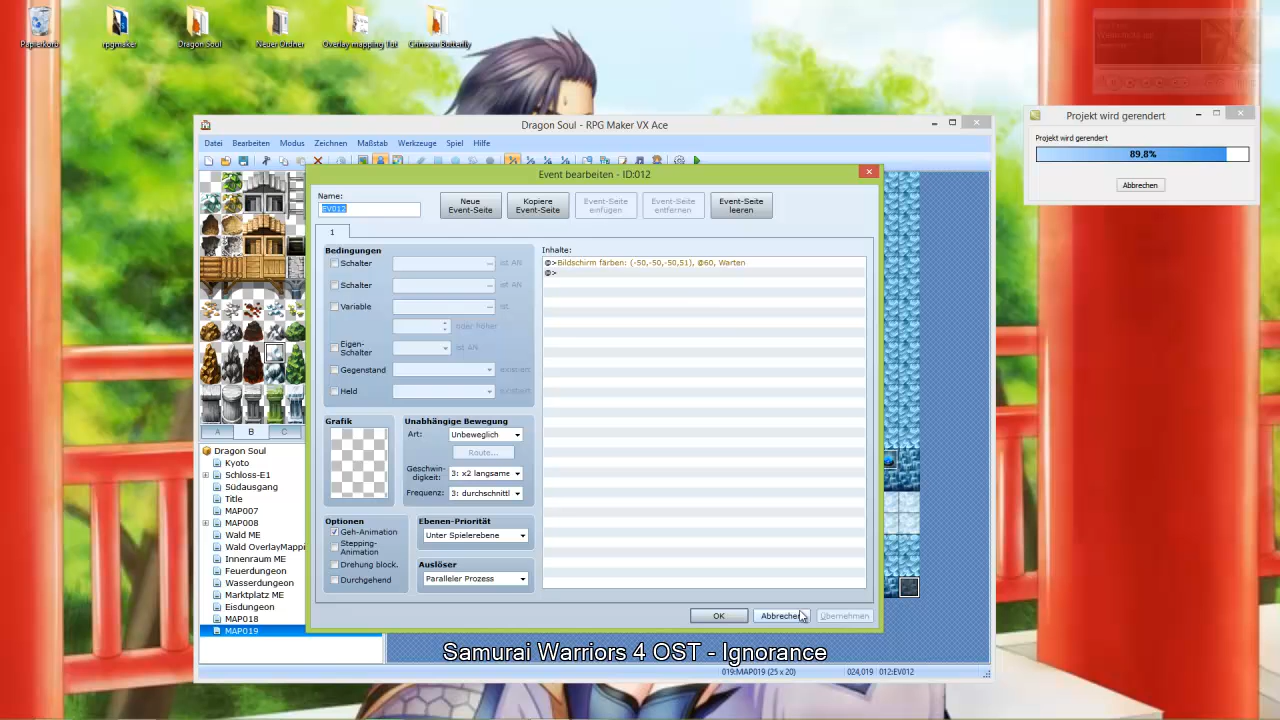 Papierkorb
rpgmaker
Dragon Soul
Neuer Ordner
Overlay mapping Tut
Crimson Butterfly
Dragon Soul - RPG Maker VX Ace
Datei Bearbeiten Modus Zeichnen Maßstab Werkzeuge Spiel Hilfe
Projekt wird gerendert
Projekt wird gerendert
89,8%
Abbrechen
Event bearbeiten - ID:012
Name:
EV012
Neue
Event-Seite
Kopiere
Event-Seite
Event-Seite
einfügen
Event-Seite
entfernen
Event-Seite
leeren
1
Bedingungen
Schalter ist AN
Schalter ist AN
Variable ist
oder höher
Eigen-
Schalter ist AN
Gegenstand existiert
Held existiert
Inhalte:
@>Bildschirm färben: (-50,-50,-50,51), @60, Warten
@>
Grafik
Unabhängige Bewegung
Art: Unbeweglich
Route...
Geschwin-
digkeit: 3: x2 langsame
Frequenz: 3: durchschnittl
Optionen
Geh-Animation
Stepping-
Animation
Drehung block.
Durchgehend
Ebenen-Priorität
Unter Spielerebene
Auslöser
Paralleler Prozess
OK Abbrechen Übernehmen
A B C
Dragon Soul
Kyoto
Schloss-E1
Südausgang
Title
MAP007
MAP008
Wald ME
Wald OverlayMappi
Innenraum ME
Feuerdungeon
Wasserdungeon
Marktplatz ME
Eisdungeon
MAP018
MAP019
Samurai Warriors 4 OST - Ignorance
019:MAP019 (25 x 20) 024,019 012:EV012